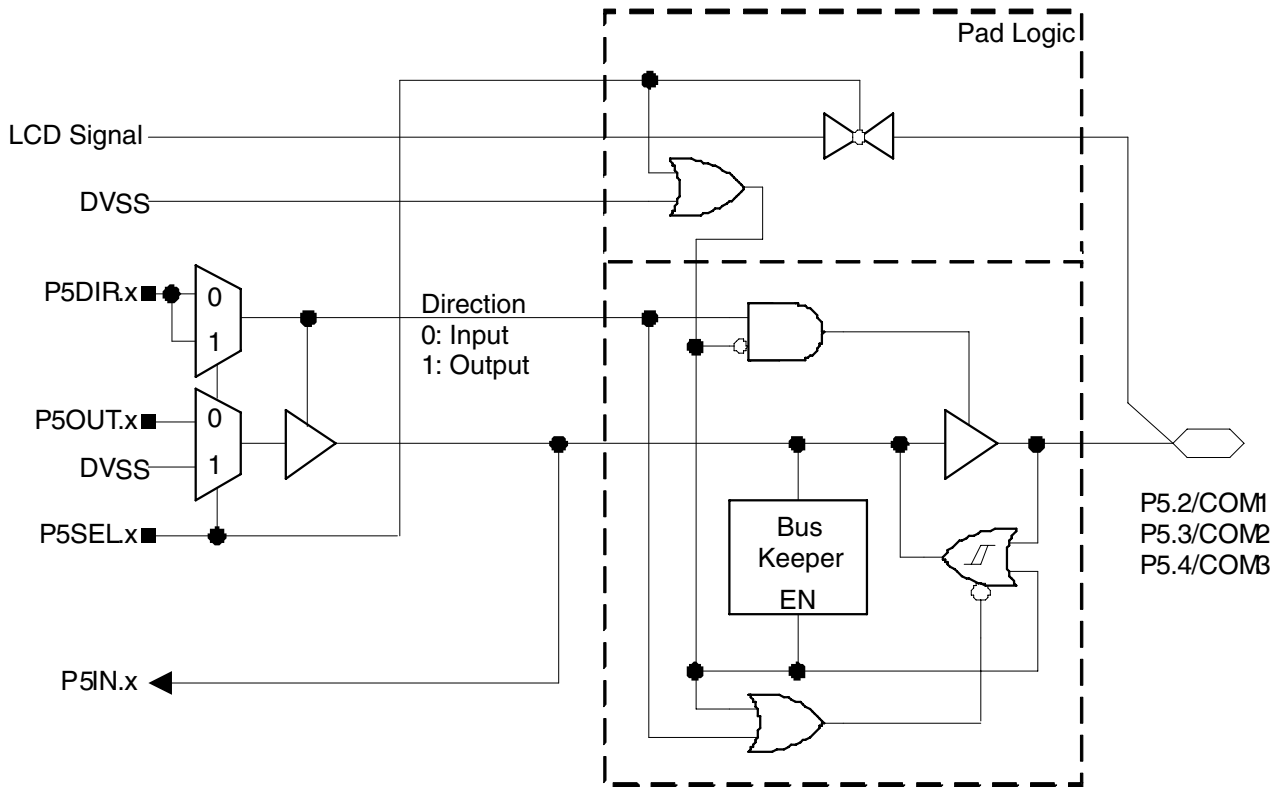 Pad Logic
LCD Signal
DVSS
P5DIR.x
0
1
Direction
0: Input
1: Output
P5OUT.x
0
DVSS
1
P5SEL.x
Bus
Keeper
EN
P5.2/COM1
P5.3/COM2
P5.4/COM3
P5IN.x